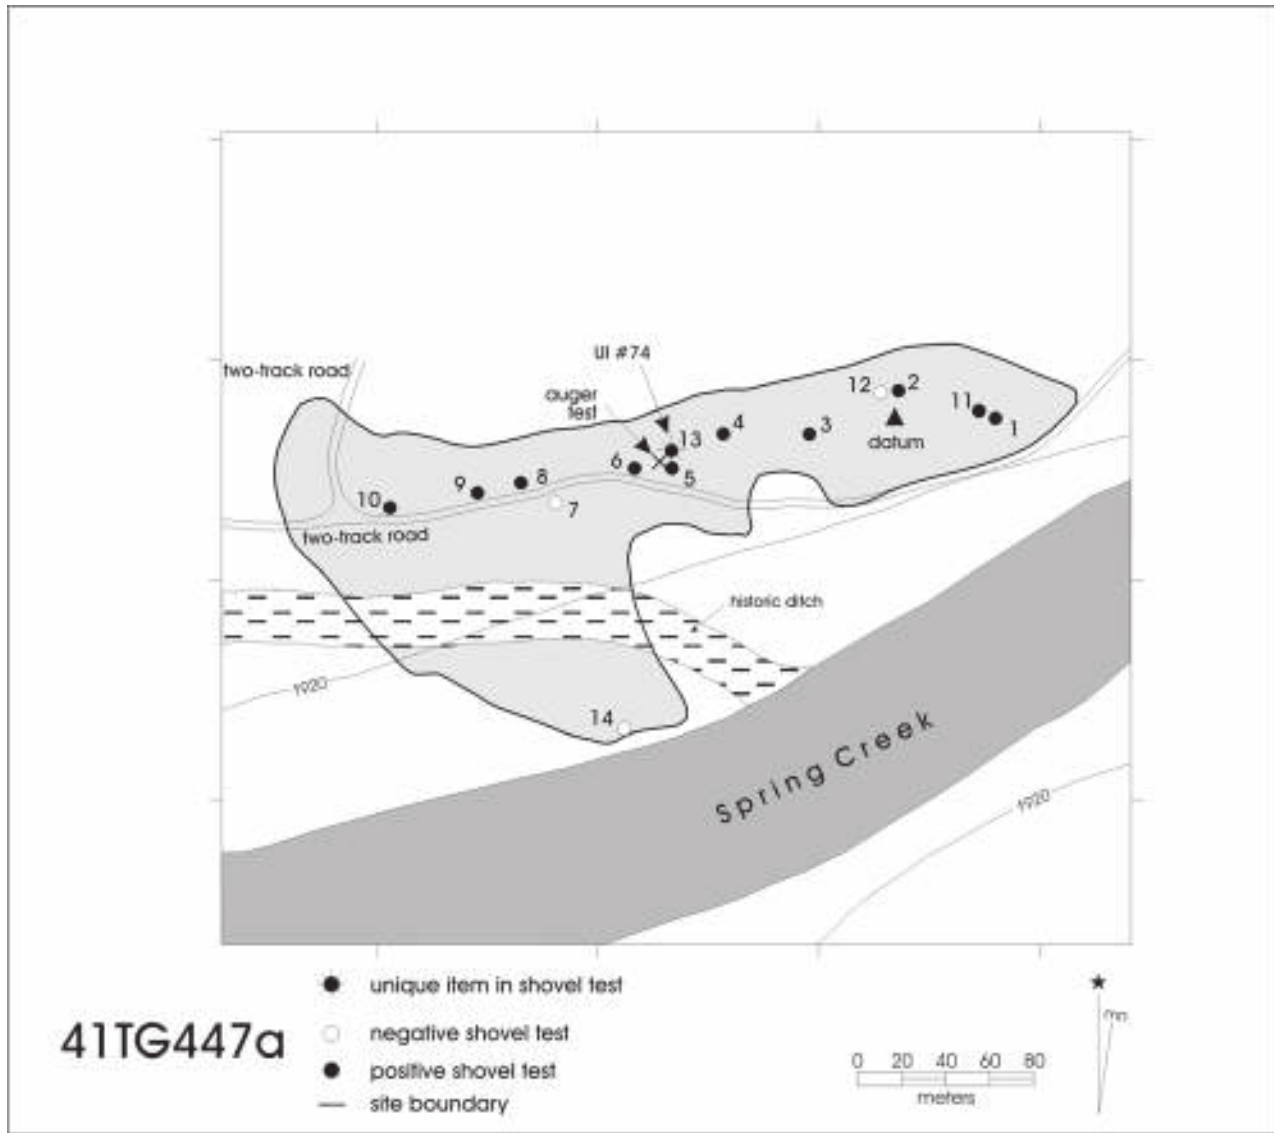 UI #74
two-track road
auger
test
12
2
11
1
4
3
13
datum
6
5
9
8
10
7
two-track road
historic ditch
1920
14
Spring Creek
1920
unique item in shovel test
negative shovel test
positive shovel test
site boundary
41TG447a
0 20 40 60 80
meters
mn